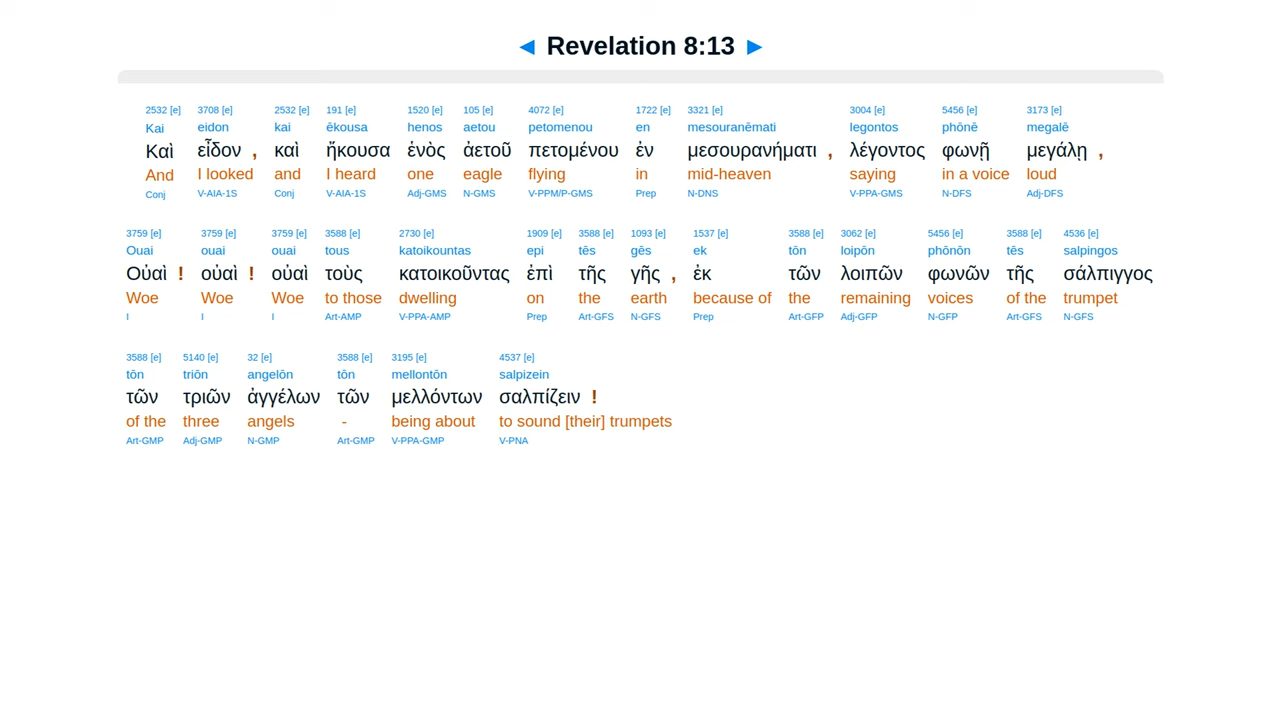 ◄ Revelation 8:13 ►
2532 [e] 3708 [e] 2532 [e] 191 [e] 1520 [e] 105 [e] 4072 [e] 1722 [e] 3321 [e] 3004 [e] 5456 [e] 3173 [e]
Kai eidon kai ēkousa henos aetou petomenou en mesouranēmati legontos phōnē megalē
Καὶ εἶδον , καὶ ἤκουσα ἑνὸς ἀετοῦ πετομένου ἐν μεσουρανήματι , λέγοντος φωνῇ μεγάλῃ ,
And I looked and I heard one eagle flying in mid-heaven saying in a voice loud
Conj V-AIA-1S Conj V-AIA-1S Adj-GMS N-GMS V-PPM/P-GMS Prep N-DNS V-PPA-GMS N-DFS Adj-DFS
3759 [e] 3759 [e] 3759 [e] 3588 [e] 2730 [e] 1909 [e] 3588 [e] 1093 [e] 1537 [e] 3588 [e] 3062 [e] 5456 [e] 3588 [e] 4536 [e]
Ouai ouai ouai tous katoikountas epi tēs gēs ek tōn loipōn phōnōn tēs salpingos
Οὐαὶ ! οὐαὶ ! οὐαὶ τοὺς κατοικοῦντας ἐπὶ τῆς γῆς , ἐκ τῶν λοιπῶν φωνῶν τῆς σάλπιγγος
Woe Woe Woe to those dwelling on the earth because of the remaining voices of the trumpet
I I I Art-AMP V-PPA-AMP Prep Art-GFS N-GFS Prep Art-GFP Adj-GFP N-GFP Art-GFS N-GFS
3588 [e] 5140 [e] 32 [e] 3588 [e] 3195 [e] 4537 [e]
tōn triōn angelōn tōn mellontōn salpizein
τῶν τριῶν ἀγγέλων τῶν μελλόντων σαλπίζειν !
of the three angels - being about to sound [their] trumpets
Art-GMP Adj-GMP N-GMP Art-GMP V-PPA-GMP V-PNA